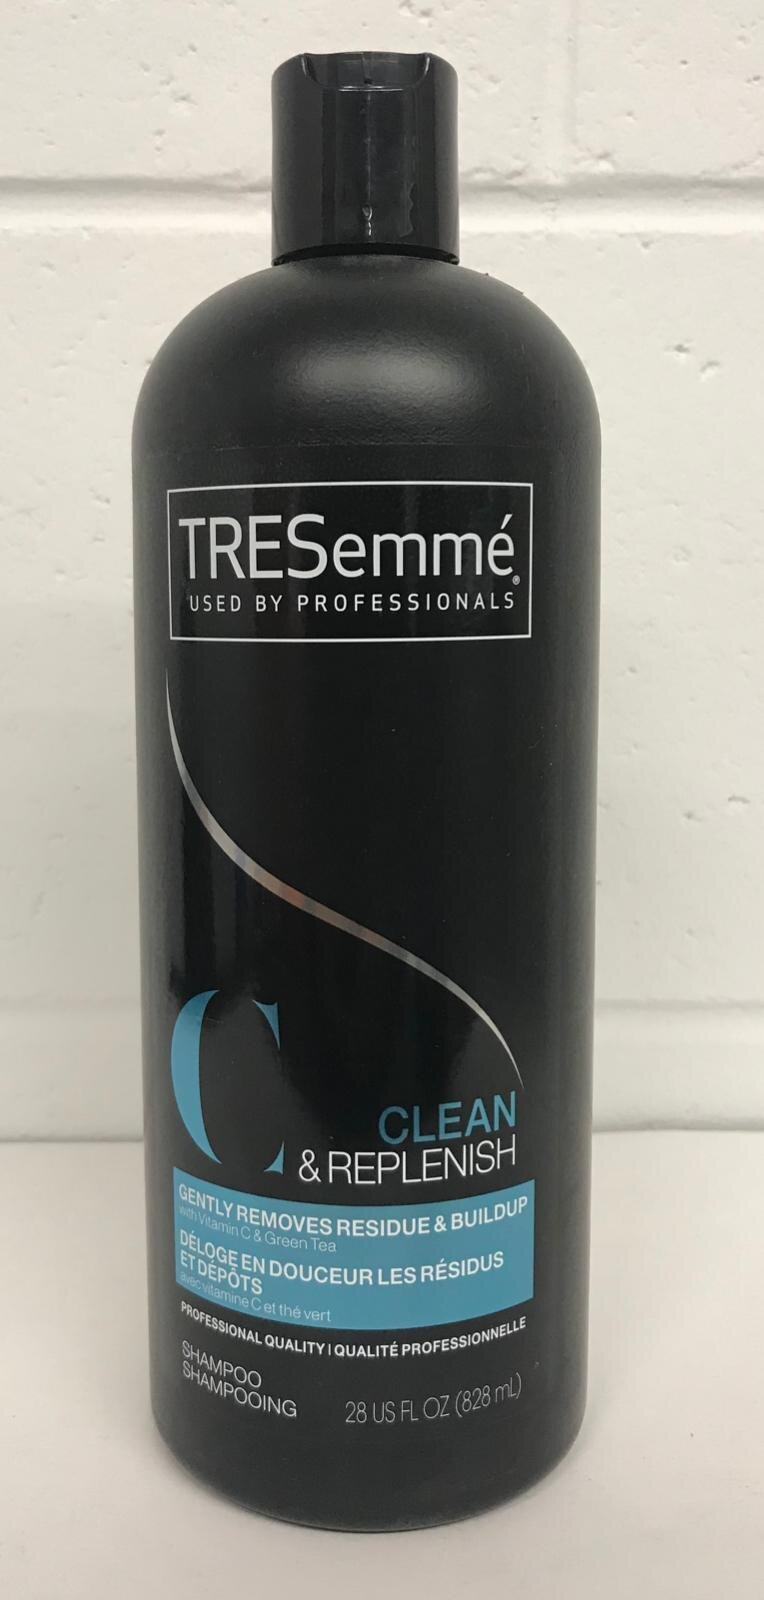 TRESemmé®
USED BY PROFESSIONALS
C
CLEAN
& REPLENISH
GENTLY REMOVES RESIDUE & BUILDUP
with Vitamin C & Green Tea
DÉLOGE EN DOUCEUR LES RÉSIDUS
ET DÉPÔTS
avec vitamine C et thé vert
PROFESSIONAL QUALITY | QUALITÉ PROFESSIONNELLE
SHAMPOO
SHAMPOOING
28 US FL OZ (828 mL)